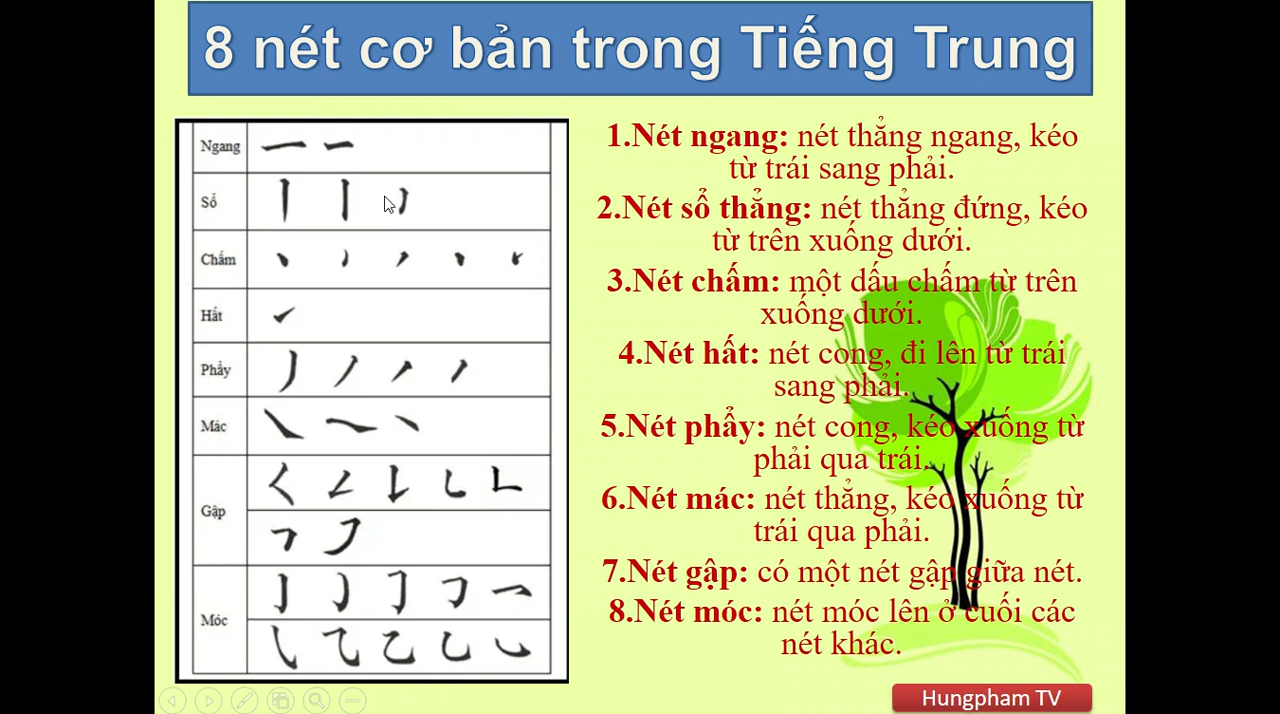 8 nét cơ bản trong Tiếng Trung
Ngang
Sổ
Chấm
Hất
Phẩy
Mác
Gập
Móc
1.Nét ngang: nét thẳng ngang, kéo
từ trái sang phải.
2.Nét sổ thẳng: nét thẳng đứng, kéo
từ trên xuống dưới.
3.Nét chấm: một dấu chấm từ trên
xuống dưới.
4.Nét hất: nét cong, đi lên từ trái
sang phải.
5.Nét phẩy: nét cong, kéo xuống từ
phải qua trái.
6.Nét mác: nét thẳng, kéo xuống từ
trái qua phải.
7.Nét gập: có một nét gập giữa nét.
8.Nét móc: nét móc lên ở cuối các
nét khác.
Hungpham TV